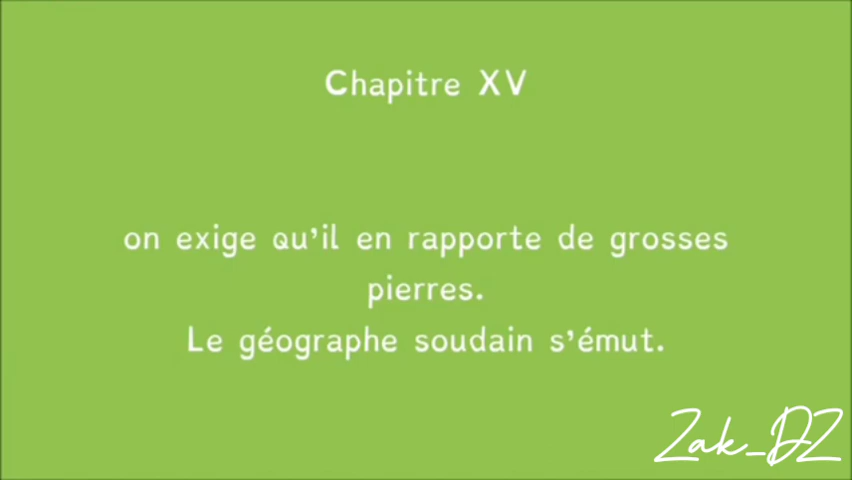 Chapitre XV
on exige qu'il en rapporte de grosses
pierres.
Le géographe soudain s'émut.
Zak_DZ